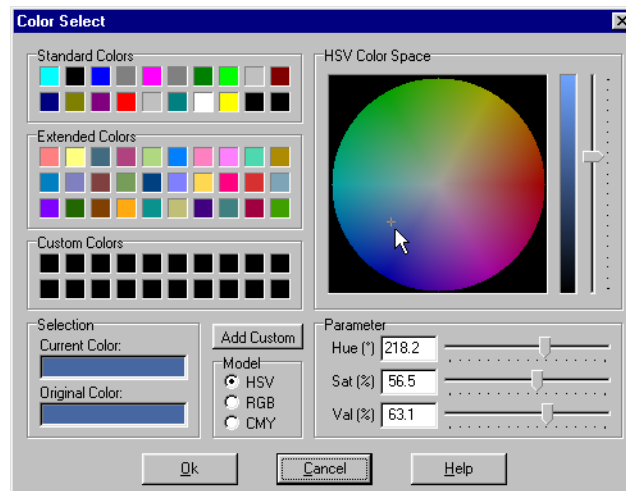 Color Select
Standard Colors
HSV Color Space
Extended Colors
Custom Colors
Selection
Current Color:
Original Color:
Add Custom
Model
HSV
RGB
CMY
Parameter
Hue (°) 218.2
Sat (%) 56.5
Val (%) 63.1
Ok
Cancel
Help